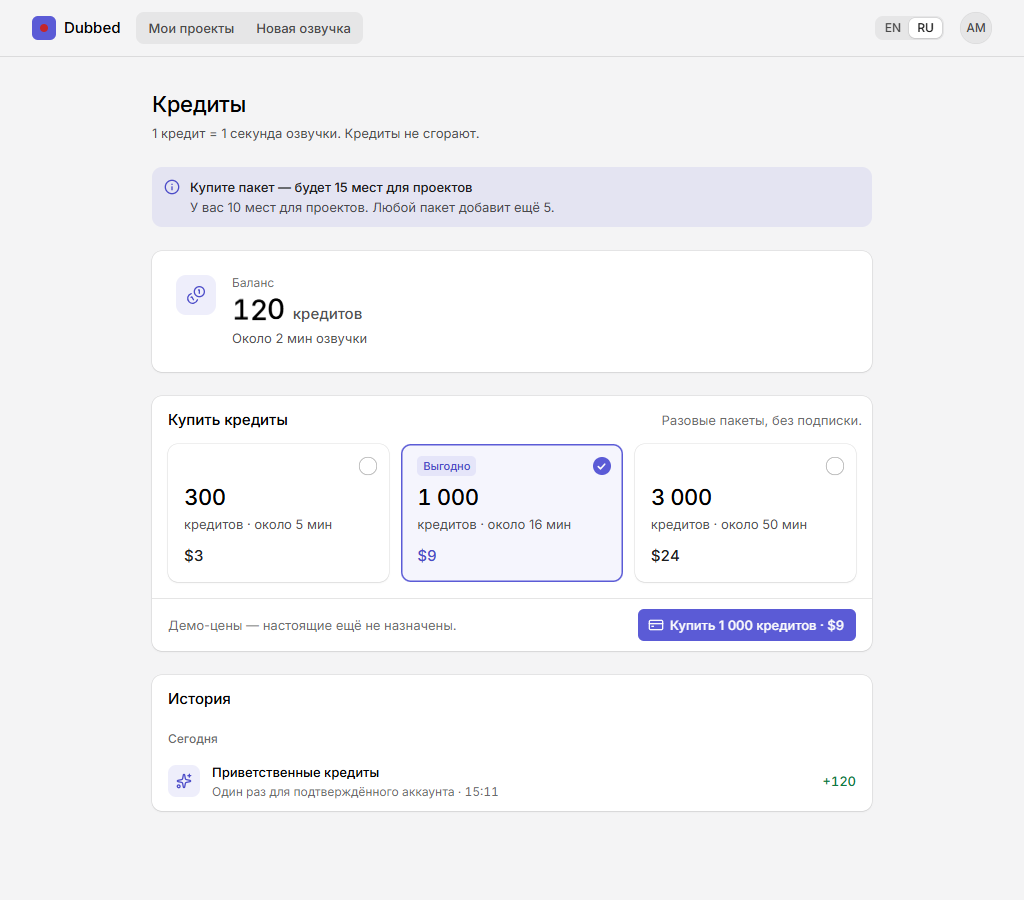 Dubbed
Мои проекты
Новая озвучка
EN
RU
AM
Кредиты
1 кредит = 1 секунда озвучки. Кредиты не сгорают.
Купите пакет — будет 15 мест для проектов
У вас 10 мест для проектов. Любой пакет добавит ещё 5.
Баланс
120 кредитов
Около 2 мин озвучки
Купить кредиты
Разовые пакеты, без подписки.
300
кредитов · около 5 мин
$3
Выгодно
1 000
кредитов · около 16 мин
$9
3 000
кредитов · около 50 мин
$24
Демо-цены — настоящие ещё не назначены.
Купить 1 000 кредитов · $9
История
Сегодня
Приветственные кредиты
Один раз для подтверждённого аккаунта · 15:11
+120